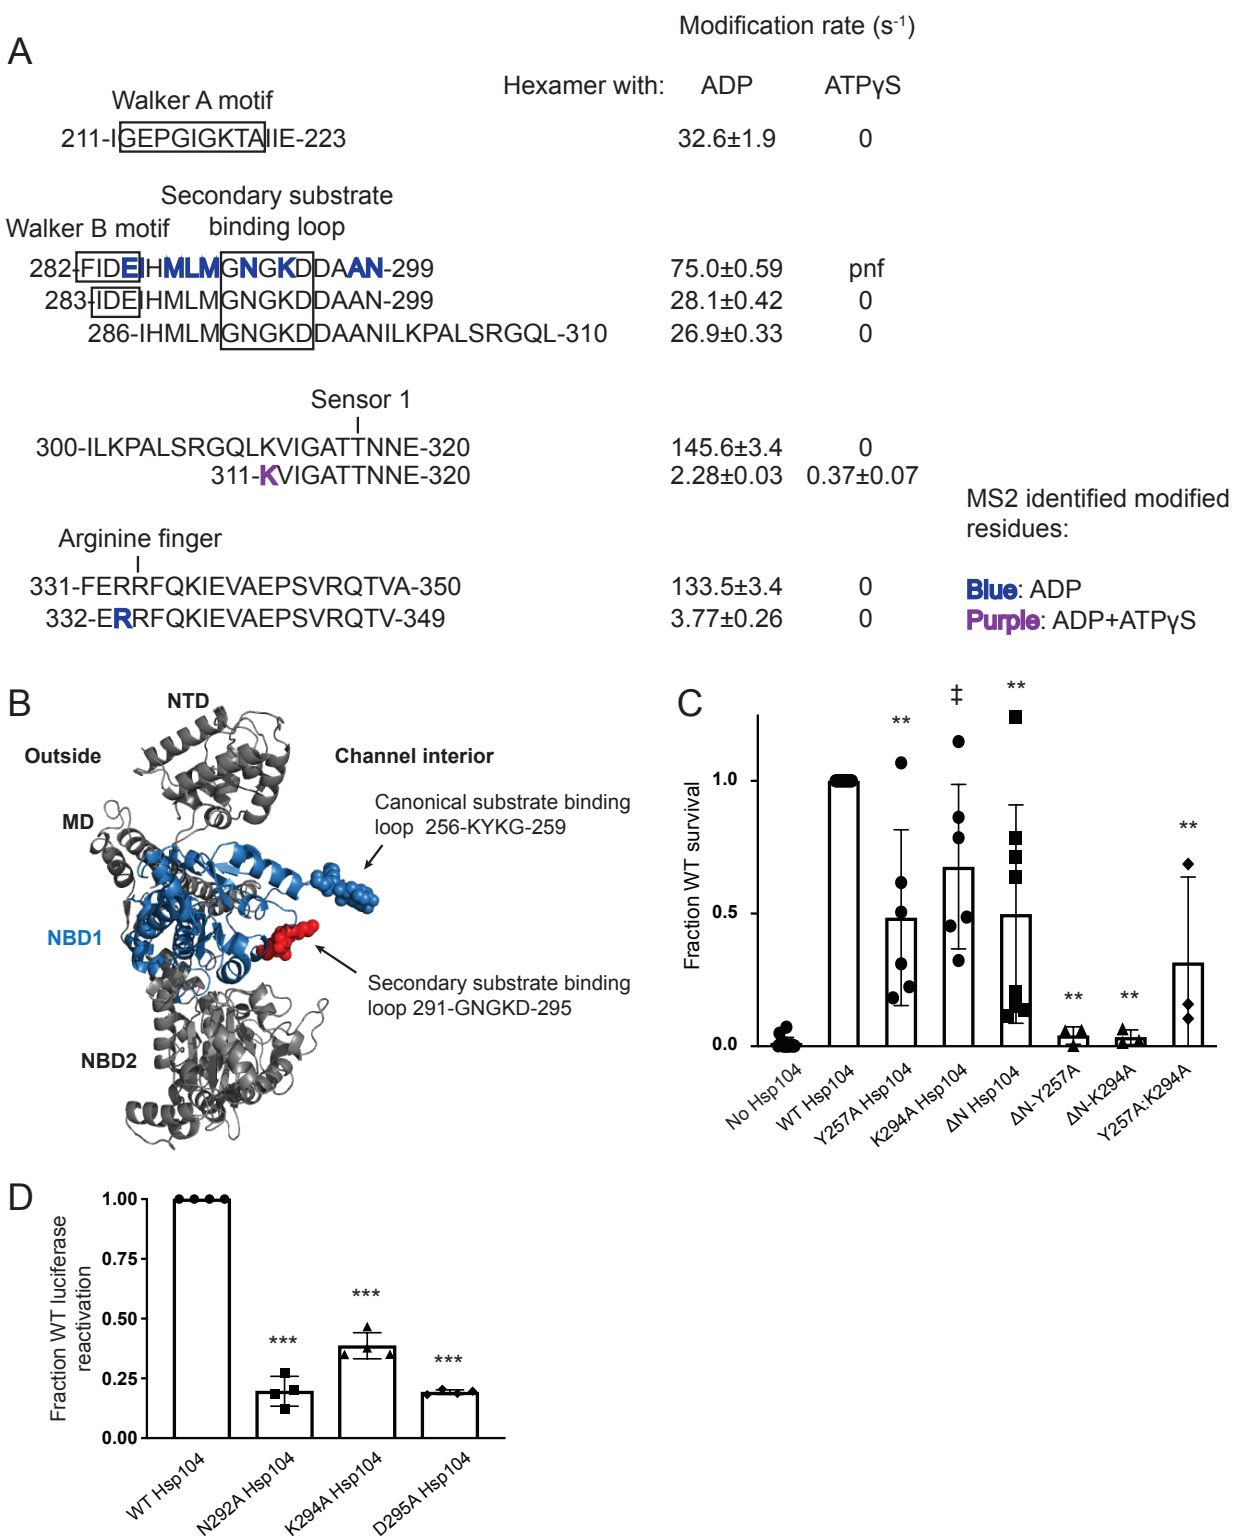 A
Modification rate (s-1)
Hexamer with: ADP ATPγS
Walker A motif
211-IGEPGIGKTAIIE-223 32.6±1.9 0
Secondary substrate
Walker B motif binding loop
282-FIDEIHMLMGNGKDDAAN-299 75.0±0.59 pnf
283-IDEIHMLMGNGKDDAAN-299 28.1±0.42 0
286-IHMLMGNGKDDAANILKPALSRGQL-310 26.9±0.33 0
Sensor 1
300-ILKPALSRGQLKVIGATTNNE-320 145.6±3.4 0
311-KVIGATTNNE-320 2.28±0.03 0.37±0.07
Arginine finger
331-FERRFQKIEVAEPSVRQTVA-350 133.5±3.4 0
332-ERRFQKIEVAEPSVRQTV-349 3.77±0.26 0
MS2 identified modified
residues:
Blue: ADP
Purple: ADP+ATPγS
B
NTD
Outside
Channel interior
Canonical substrate binding
loop 256-KYKG-259
MD
NBD1
Secondary substrate binding
loop 291-GNGKD-295
NBD2
C
Fraction WT survival
1.0
0.5
0.0
**
‡
**
**
**
**
No Hsp104
WT Hsp104
Y257A Hsp104
K294A Hsp104
ΔN Hsp104
ΔN-Y257A
ΔN-K294A
Y257A:K294A
D
Fraction WT luciferase
reactivation
1.00
0.75
0.50
0.25
0.00
***
***
***
WT Hsp104
N292A Hsp104
K294A Hsp104
D295A Hsp104